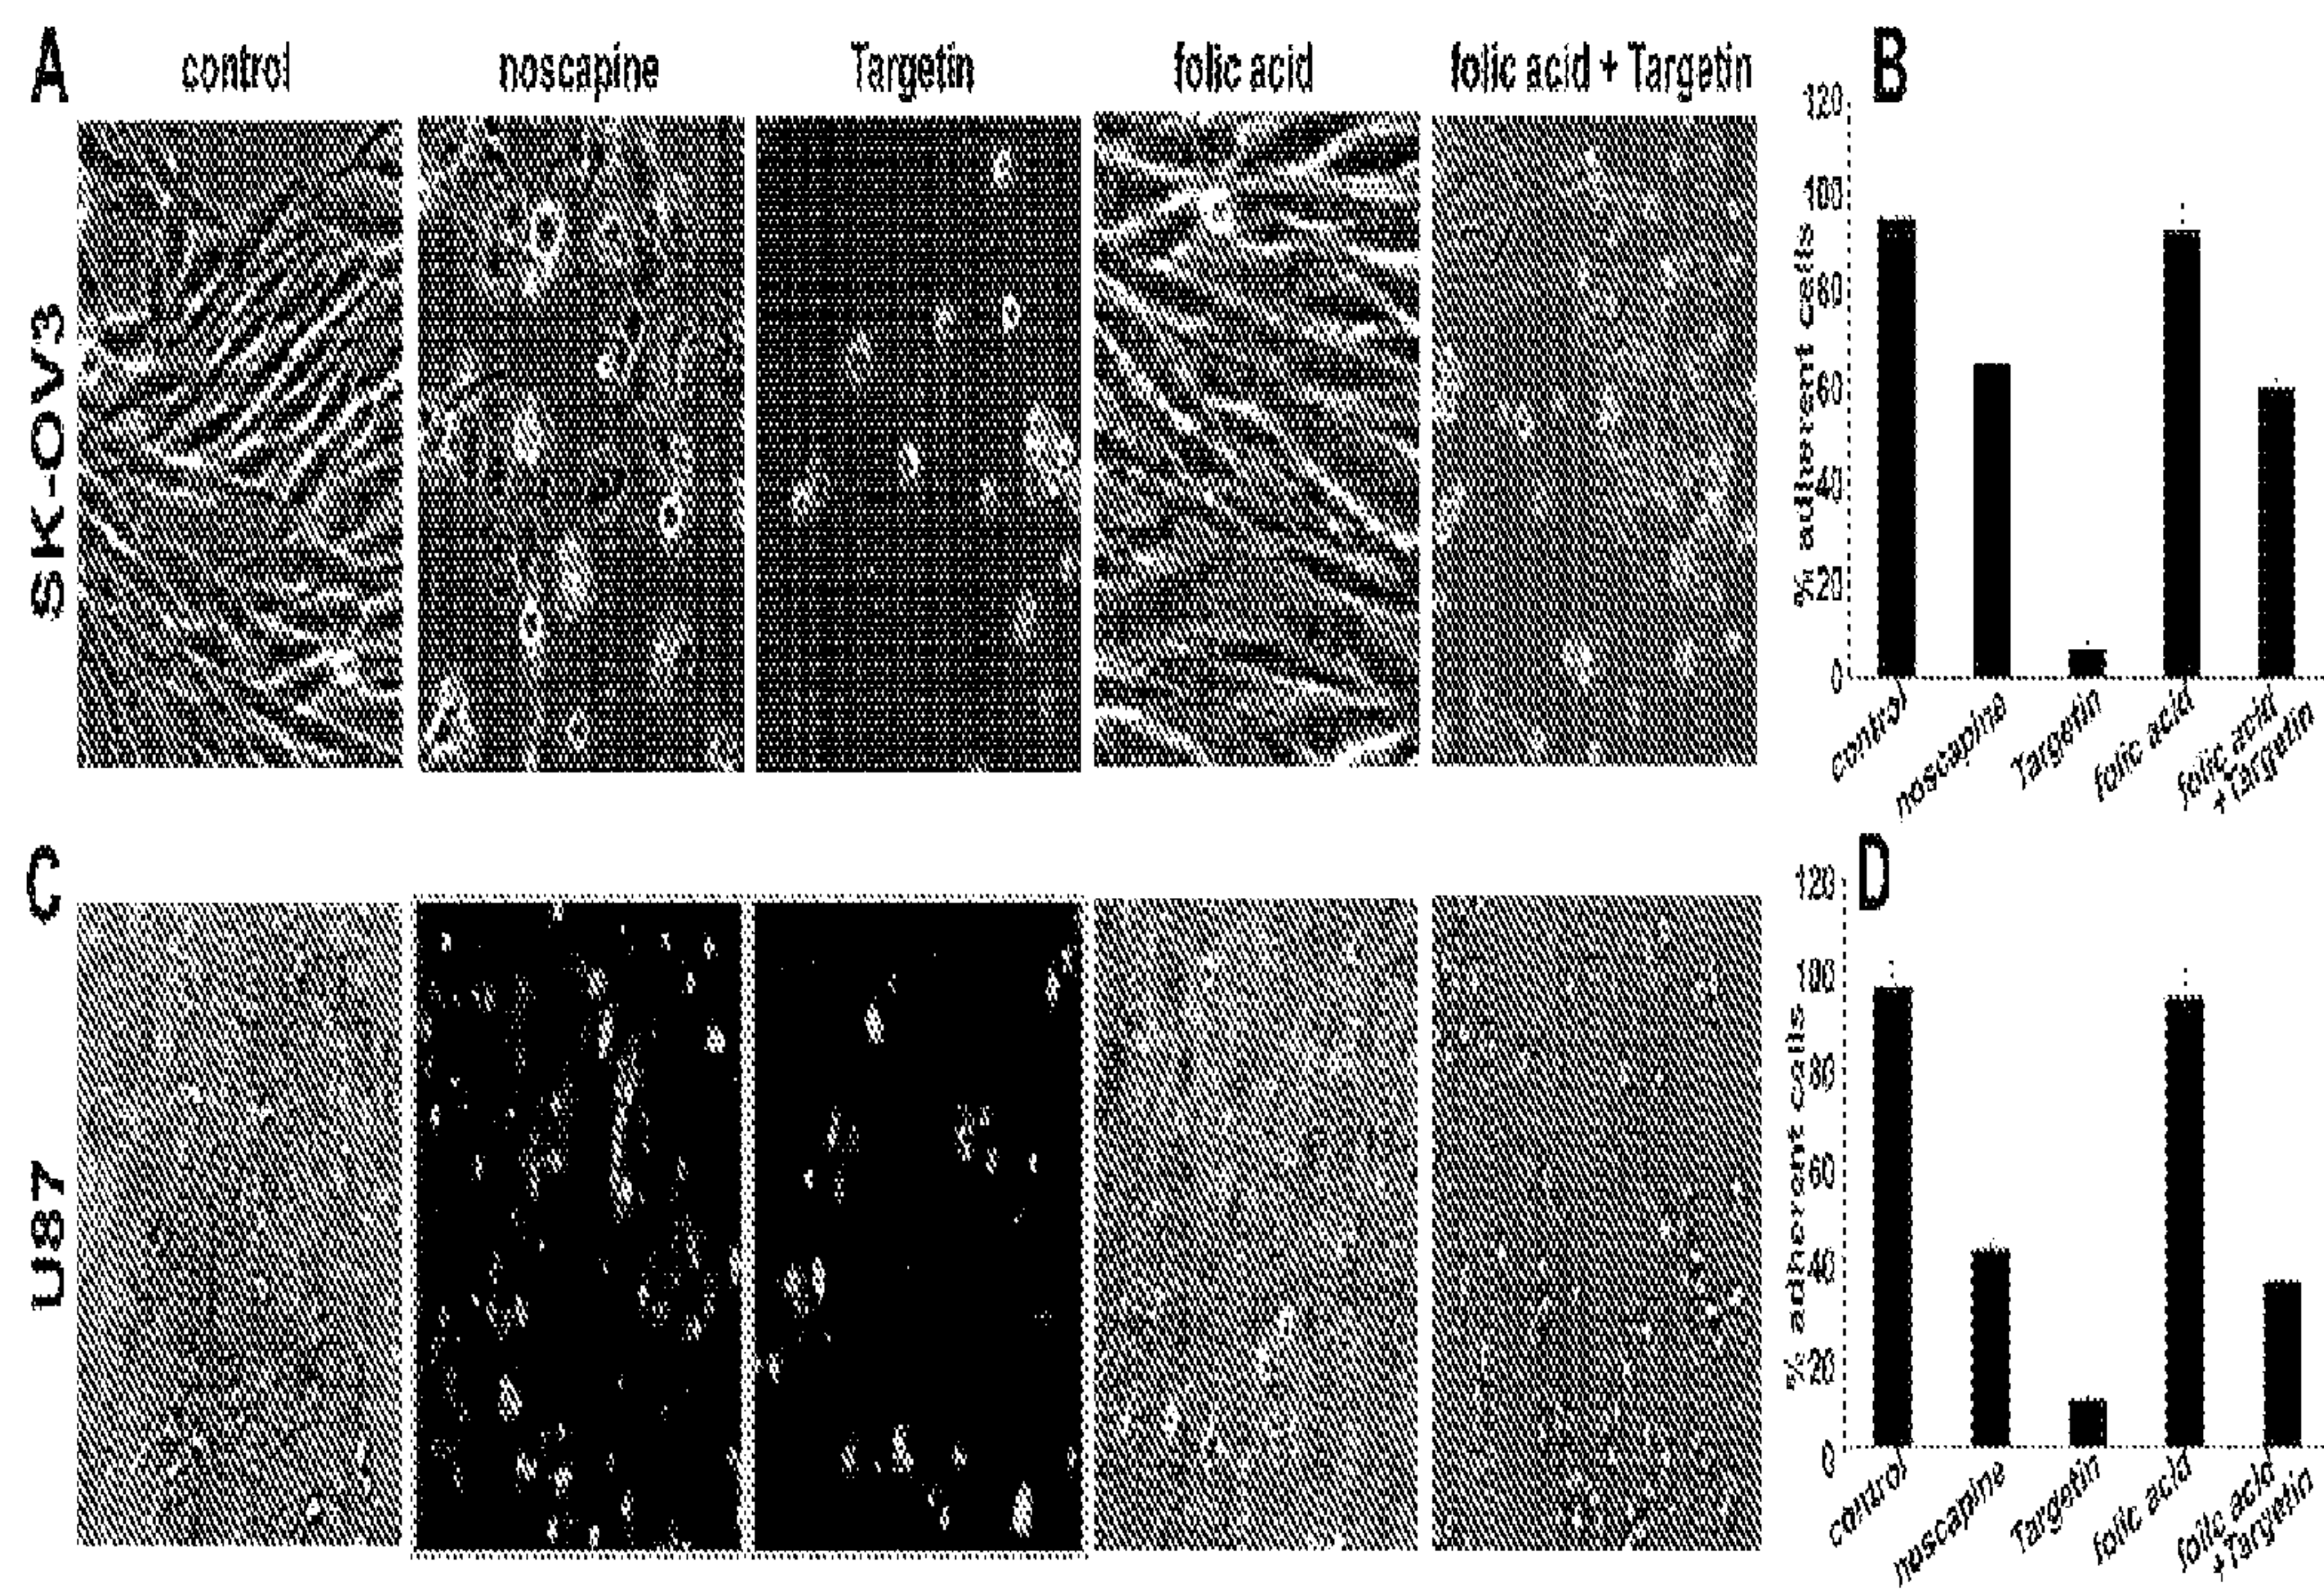 A
control
noscapine
Targetin
folic acid
folic acid + Targetin
SK-OV3
B
120
100
80
60
40
20
0
% adherent cells
control
noscapine
Targetin
folic acid
folic acid
+Targetin
C
U87
D
120
100
80
60
40
20
0
% adherent cells
control
noscapine
Targetin
folic acid
folic acid
+Targetin